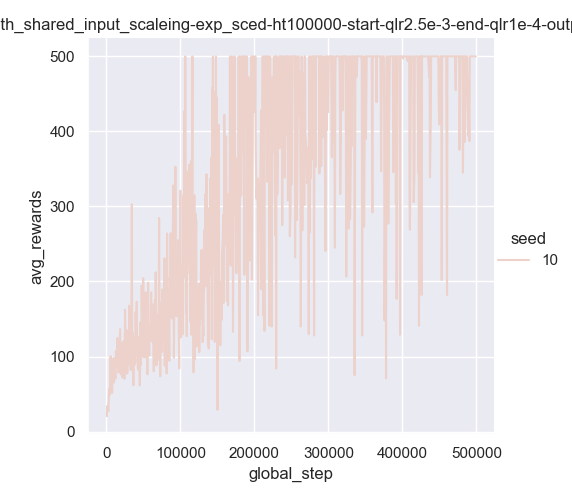 th_shared_input_scaleing-exp_sced-ht100000-start-qlr2.5e-3-end-qlr1e-4-outp
500
400
300
200
100
0
avg_rewards
0 100000 200000 300000 400000 500000
global_step
seed
10